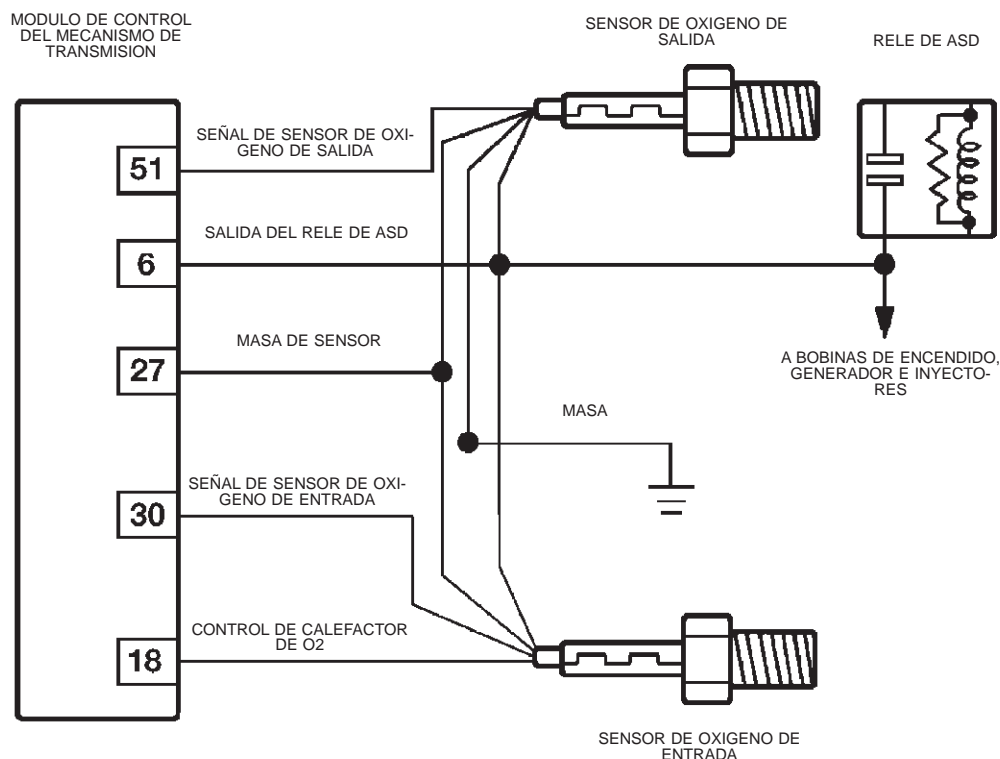 MODULO DE CONTROL
DEL MECANISMO DE
TRANSMISION
SENSOR DE OXIGENO DE
SALIDA
RELE DE ASD
51
SEÑAL DE SENSOR DE OXI-
GENO DE SALIDA
6
SALIDA DEL RELE DE ASD
27
MASA DE SENSOR
A BOBINAS DE ENCENDIDO,
GENERADOR E INYECTO-
RES
MASA
30
SEÑAL DE SENSOR DE OXI-
GENO DE ENTRADA
18
CONTROL DE CALEFACTOR
DE O2
SENSOR DE OXIGENO DE
ENTRADA